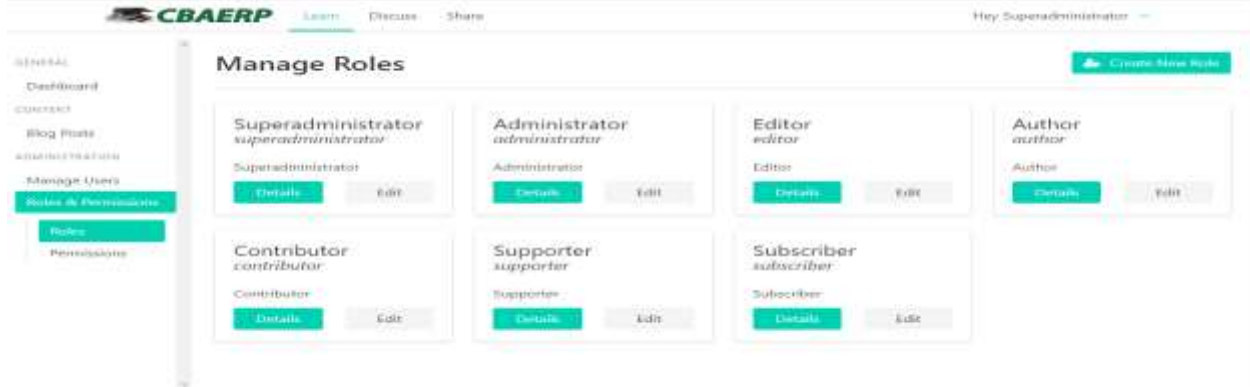 CBAERP Learn Discuss Share Hey Superadministrator
GENERAL
Dashboard
CONTENT
Blog Posts
ADMINISTRATION
Manage Users
Roles & Permissions
Roles
Permissions
Manage Roles
Create New Role
Superadministrator
superadministrator
Superadministrator
Details Edit
Administrator
administrator
Administrator
Details Edit
Editor
editor
Editor
Details Edit
Author
author
Author
Details Edit
Contributor
contributor
Contributor
Details Edit
Supporter
supporter
Supporter
Details Edit
Subscriber
subscriber
Subscriber
Details Edit